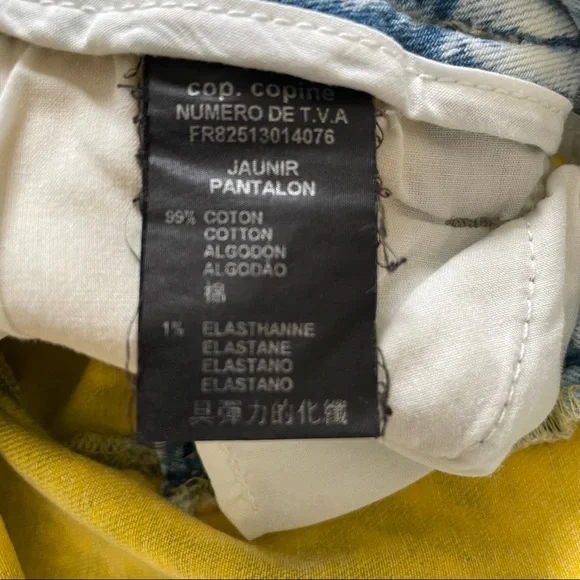 cop. copine
NUMERO DE T.V.A
FR82513014076
JAUNIR
PANTALON
99% COTON
COTTON
ALGODON
ALGODAO
棉
1% ELASTHANNE
ELASTANE
ELASTANO
ELASTANO
具彈力的化纖